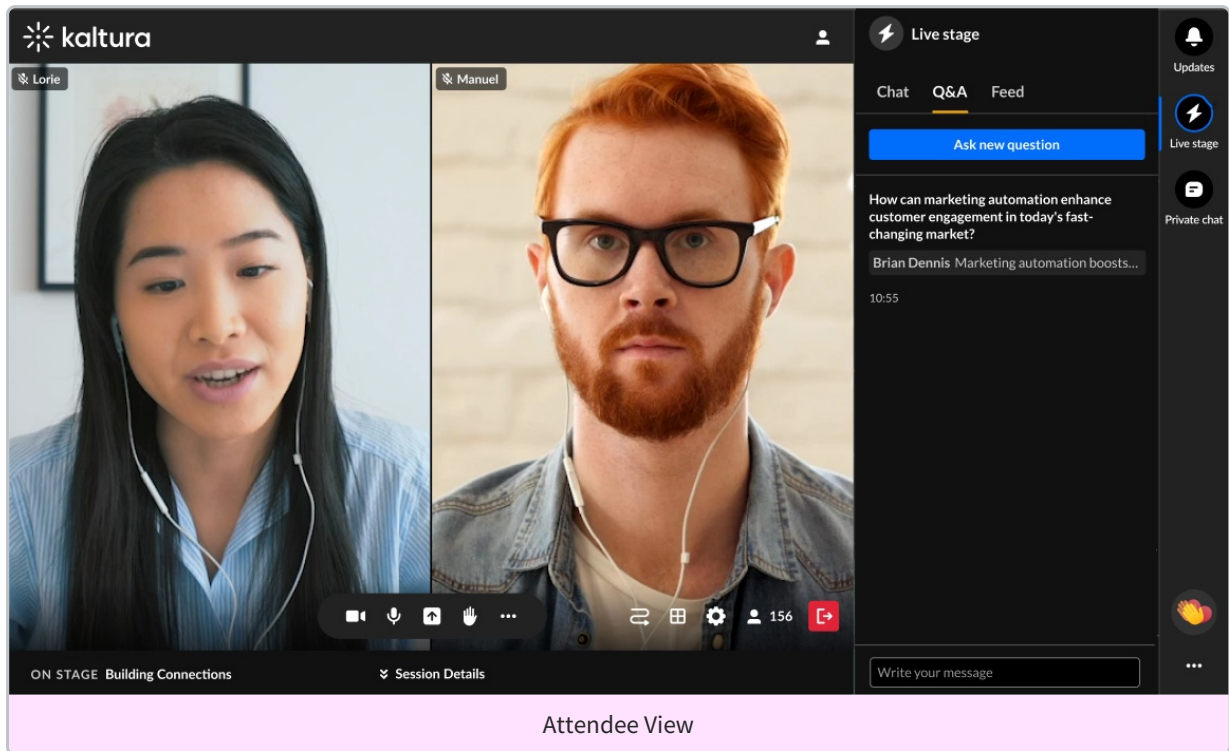 kaltura
Lorie
Manuel
156
ON STAGE Building Connections
Session Details
Live stage
Chat Q&A Feed
Ask new question
How can marketing automation enhance
customer engagement in today's fast-
changing market?
Brian Dennis Marketing automation boosts...
10:55
Write your message
Updates
Live stage
Private chat
Attendee View